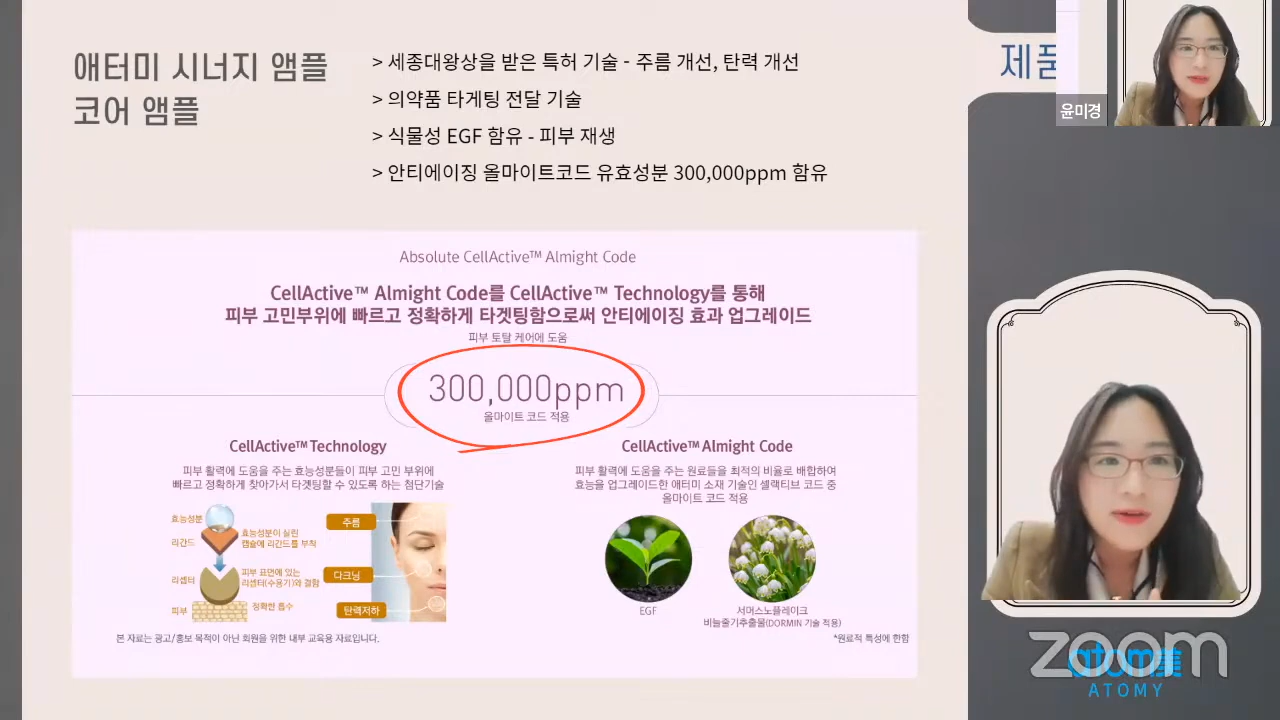 애터미 시너지 앰플
코어 앰플
> 세종대왕상을 받은 특허 기술 - 주름 개선, 탄력 개선
> 의약품 타게팅 전달 기술
> 식물성 EGF 함유 - 피부 재생
> 안티에이징 올마이트코드 유효성분 300,000ppm 함유
제품
윤미경
Absolute CellActive™ Almight Code
CellActive™ Almight Code를 CellActive™ Technology를 통해
피부 고민부위에 빠르고 정확하게 타겟팅함으로써 안티에이징 효과 업그레이드
피부 토탈 케어에 도움
300,000ppm
올마이트 코드 적용
CellActive™ Technology
피부 활력에 도움을 주는 효능성분들이 피부 고민 부위에
빠르고 정확하게 찾아가서 타겟팅할 수 있도록 하는 첨단기술
효능성분
리간드
효능성분이 실린
캡슐에 리간드를 부착
리셉터
피부 표면에 있는
리셉터(수용기)와 결합
피부
정확한 흡수
주름
다크닝
탄력저하
CellActive™ Almight Code
피부 활력에 도움을 주는 원료들을 최적의 비율로 배합하여
효능을 업그레이드한 애터미 소재 기술인 셀랙티브 코드 중
올마이트 코드 적용
EGF
서머스노플레이크
비늘줄기추출물(DORMIN 기술 적용)
본 자료는 광고/홍보 목적이 아닌 회원을 위한 내부 교육용 자료입니다.
*원료적 특성에 한함
zoom
atom美
ATOMY